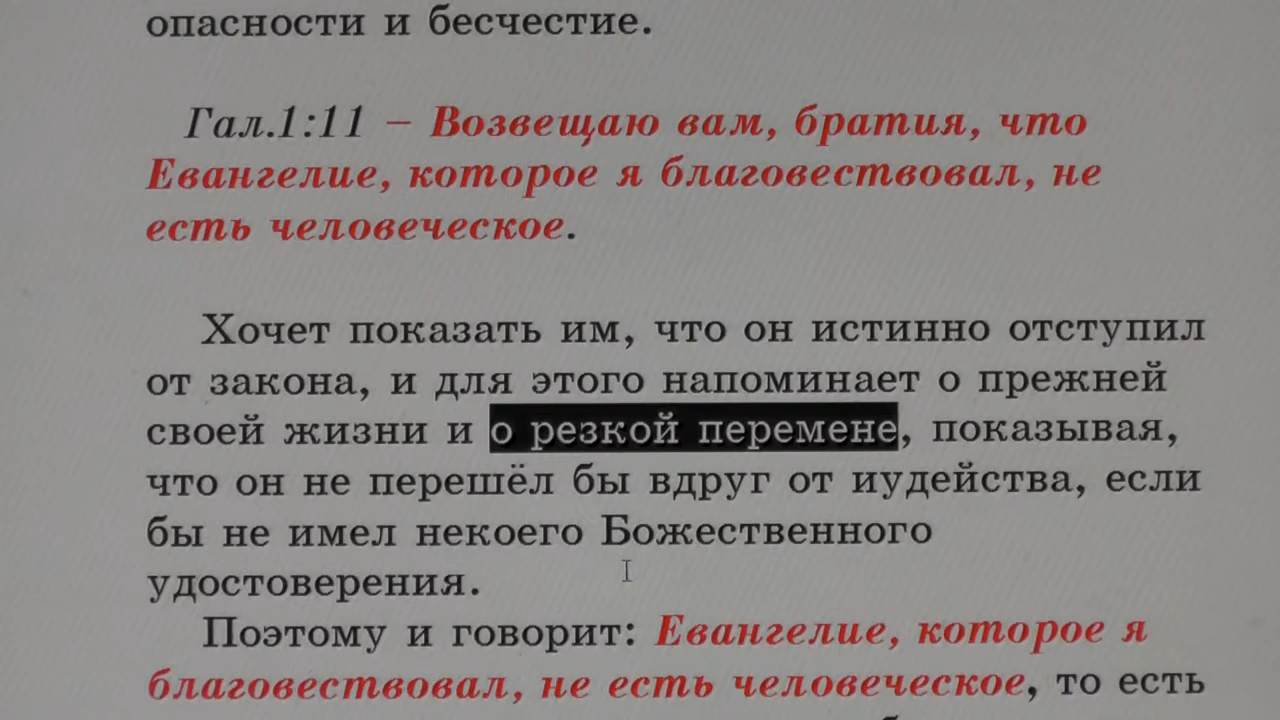 опасности и бесчестие.
Гал.1:11 – Возвещаю вам, братия, что
Евангелие, которое я благовествовал, не
есть человеческое.
Хочет показать им, что он истинно отступил
от закона, и для этого напоминает о прежней
своей жизни и о резкой перемене, показывая,
что он не перешёл бы вдруг от иудейства, если
бы не имел некоего Божественного
удостоверения.
Поэтому и говорит: Евангелие, которое я
благовествовал, не есть человеческое, то есть